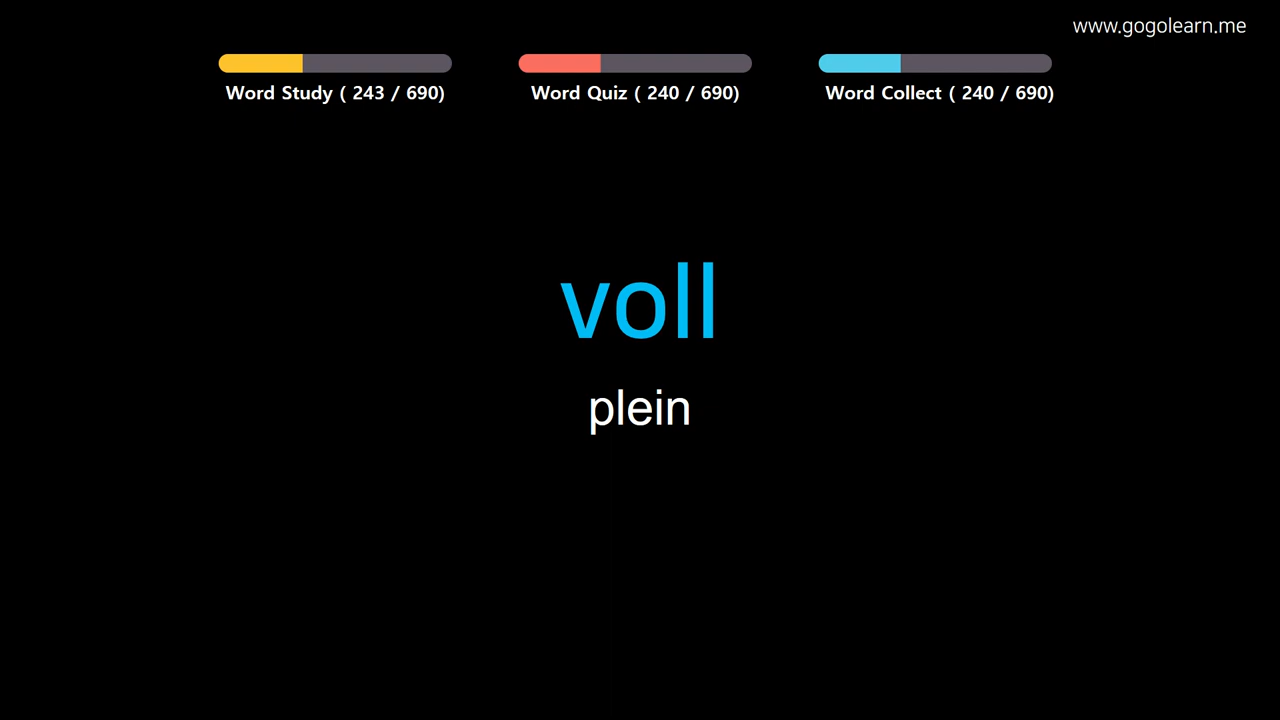 www.gogolearn.me
Word Study ( 243 / 690)
Word Quiz ( 240 / 690)
Word Collect ( 240 / 690)
voll
plein